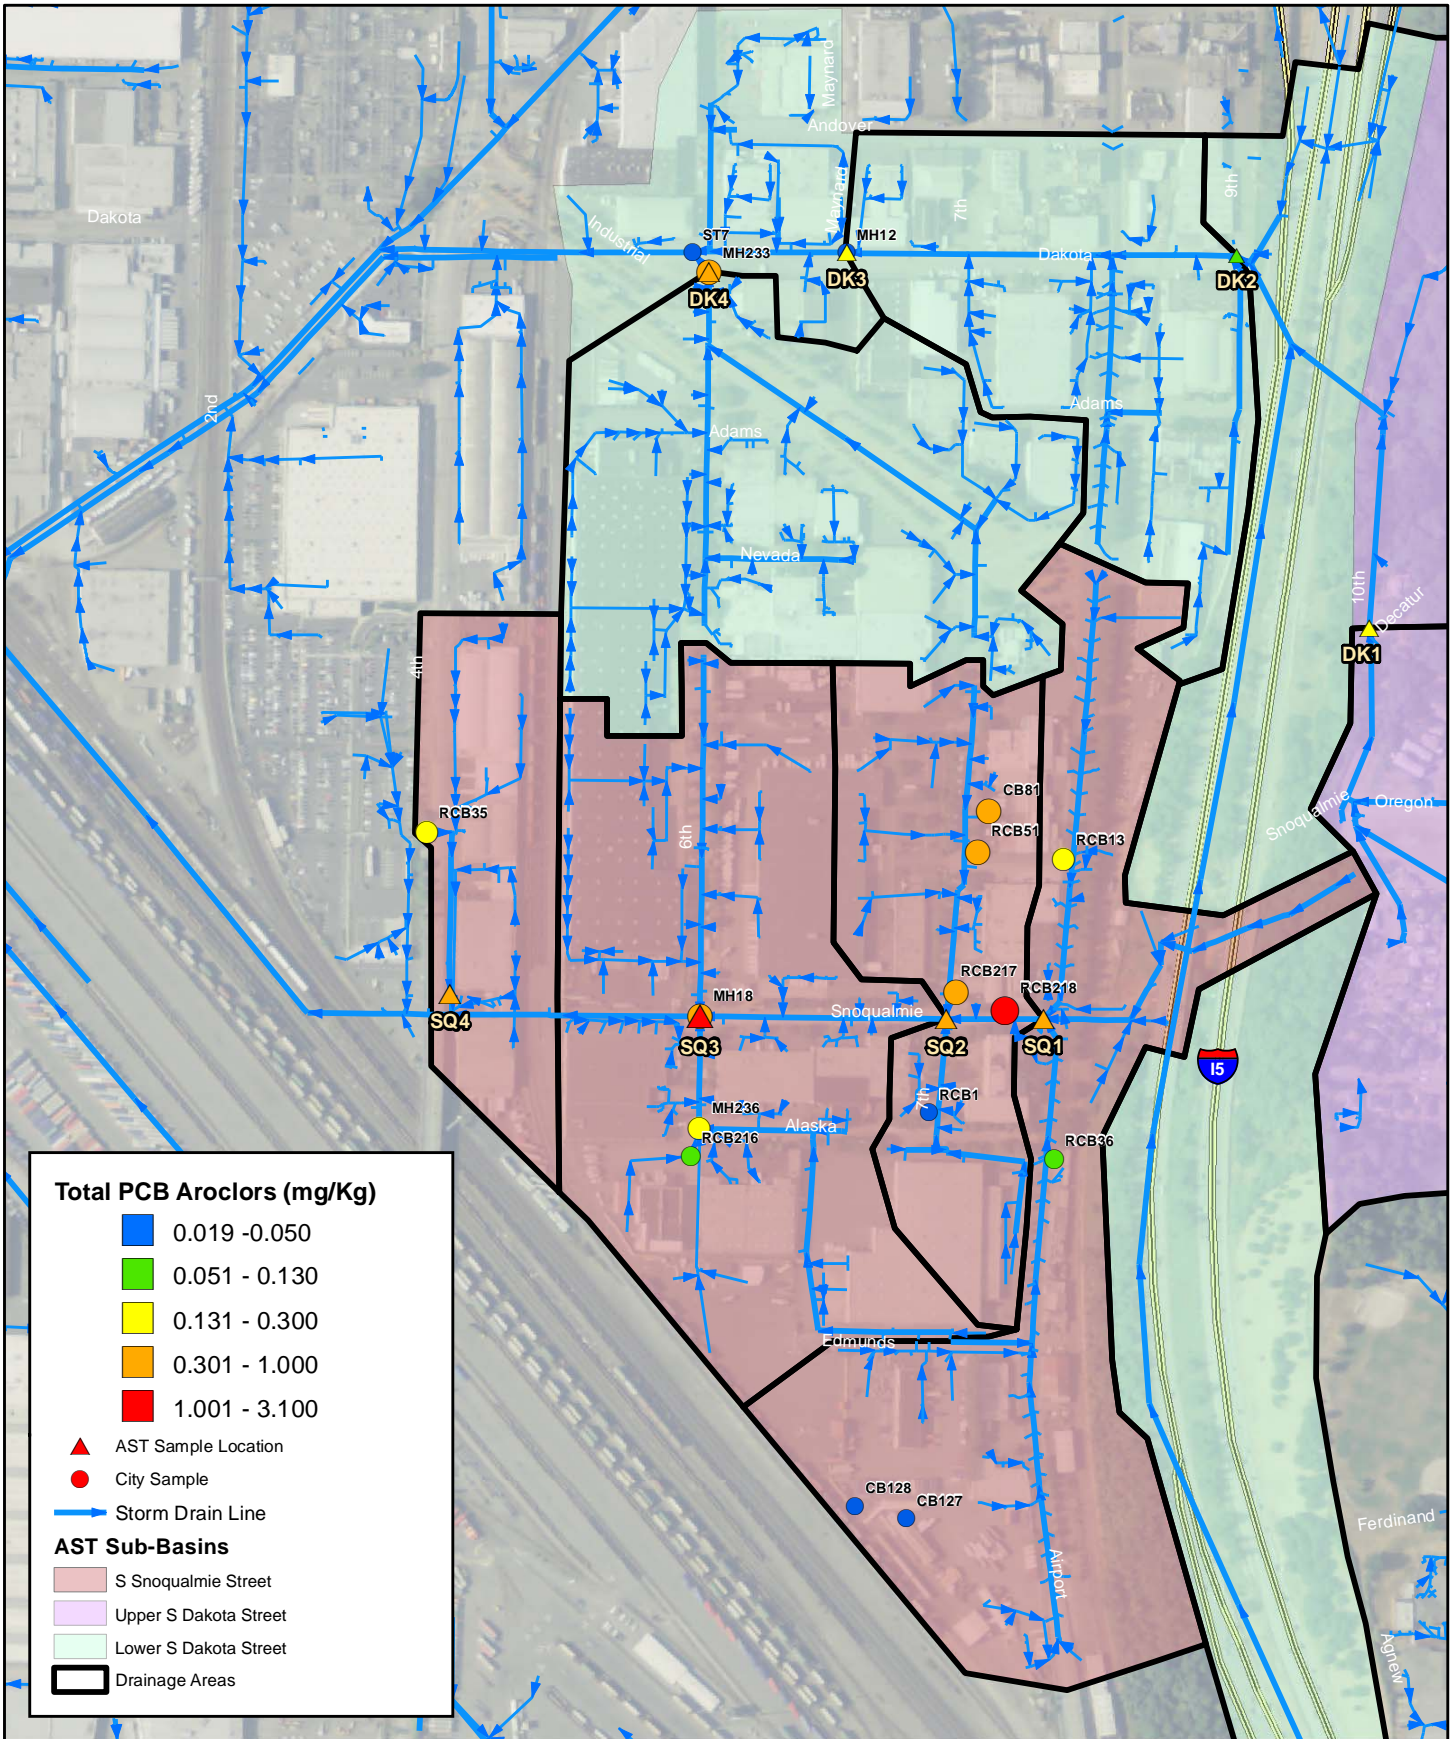 Maynard
Andover
Dakota
Industrial
Maynard
7th
9th
ST7
MH12
MH233
Dakota
DK4
DK3
DK2
2nd
Adams
Adams
Nevada
10th
Decatur
DK1
4th
6th
RCB35
CB81
RCB51
RCB13
Snoqualmie
Oregon
RCB217
RCB218
MH18
Snoqualmie
SQ4
SQ3
SQ2
SQ1
I5
7th
RCB1
MH236
Alaska
RCB216
RCB36
Edmunds
CB128
CB127
Airport
Ferdinand
Agnew
Total PCB Aroclors (mg/Kg)
0.019 -0.050
0.051 - 0.130
0.131 - 0.300
0.301 - 1.000
1.001 - 3.100
AST Sample Location
City Sample
Storm Drain Line
AST Sub-Basins
S Snoqualmie Street
Upper S Dakota Street
Lower S Dakota Street
Drainage Areas